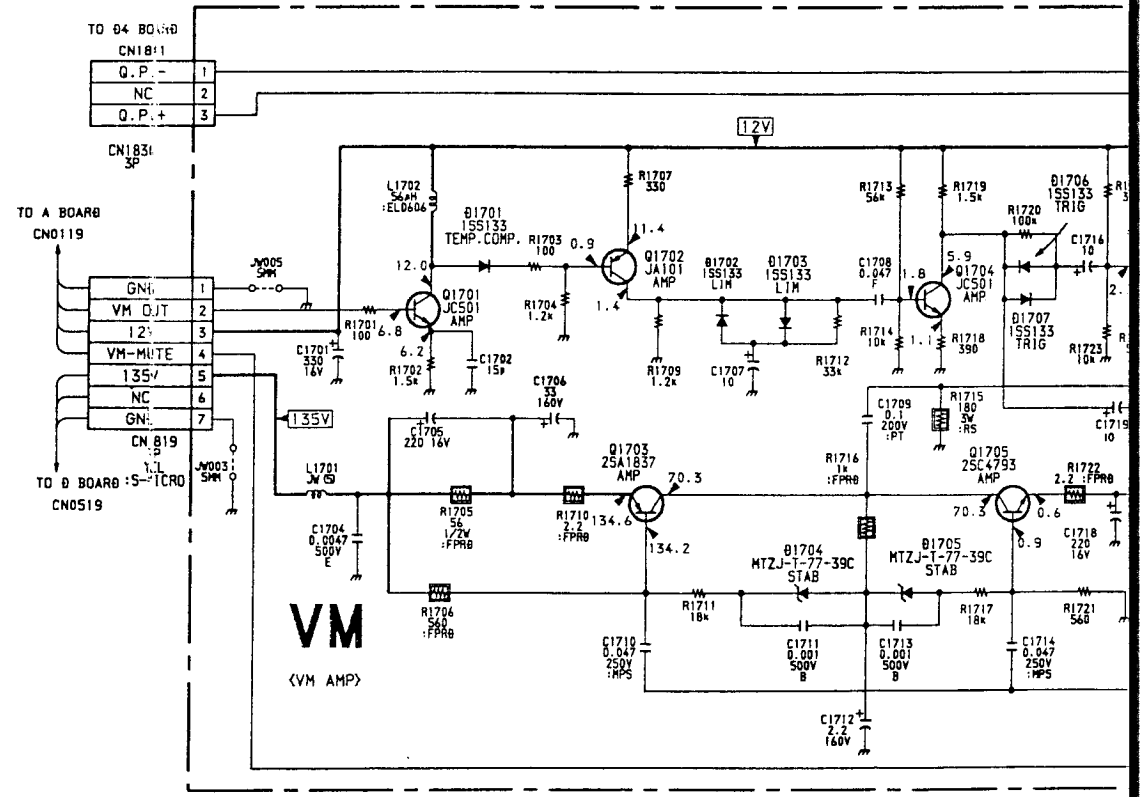 TO D4 BOARD
CN1811
Q.P.- 1
NC 2
Q.P.+ 3
3P
12V
TO A BOARD
CN0119
JW005
5MM
1
VM OUT 2
12V 3
VM-MUTE 4
135V 5
NC 6
7
135V
TO D BOARD
CN0519
:S-MICRO
JW003
5MM
L1702
56µH
:EL0606
D1701
1SS133
TEMP.COMP.
R1703
100
R1707
330
11.4
0.9
Q1702
JA101
AMP
1.4
12.0
Q1701
JC501
AMP
R1701
100
6.8
6.2
R1704
1.2k
C1701
330
16V
R1702
1.5k
C1702
15p
R1709
1.2k
D1702
1SS133
LIM
D1703
1SS133
LIM
C1707
10
R1712
33k
C1708
0.047
F
R1713
56k
R1714
10k
1.8
1.1
R1719
1.5k
5.9
Q1704
JC501
AMP
R1718
390
D1706
1SS133
TRIG
R1720
100k
D1707
1SS133
TRIG
C1716
10
R1723
10k
2.
C1706
33
160V
C1705
220 16V
L1701
JW (5)
R1705
56
1/2W
:FPRD
C1704
0.0047
500V
E
R1710
2.2
:FPRD
Q1703
2SA1837
AMP
70.3
134.6
134.2
C1709
0.1
200V
:PT
R1715
180
3W
:RS
R1716
1k
:FPRD
Q1705
2SC4793
AMP
70.3
0.6
0.9
R1722
2.2 :FPRD
C1719
10
C1718
220
16V
R1706
560
:FPRD
R1711
18k
D1704
MTZJ-T-77-39C
STAB
D1705
MTZJ-T-77-39C
STAB
R1717
18k
R1721
560
C1710
0.047
250V
:MPS
C1711
0.001
500V
B
C1713
0.001
500V
B
C1714
0.047
250V
:MPS
C1712
2.2
160V
VM
(VM AMP)